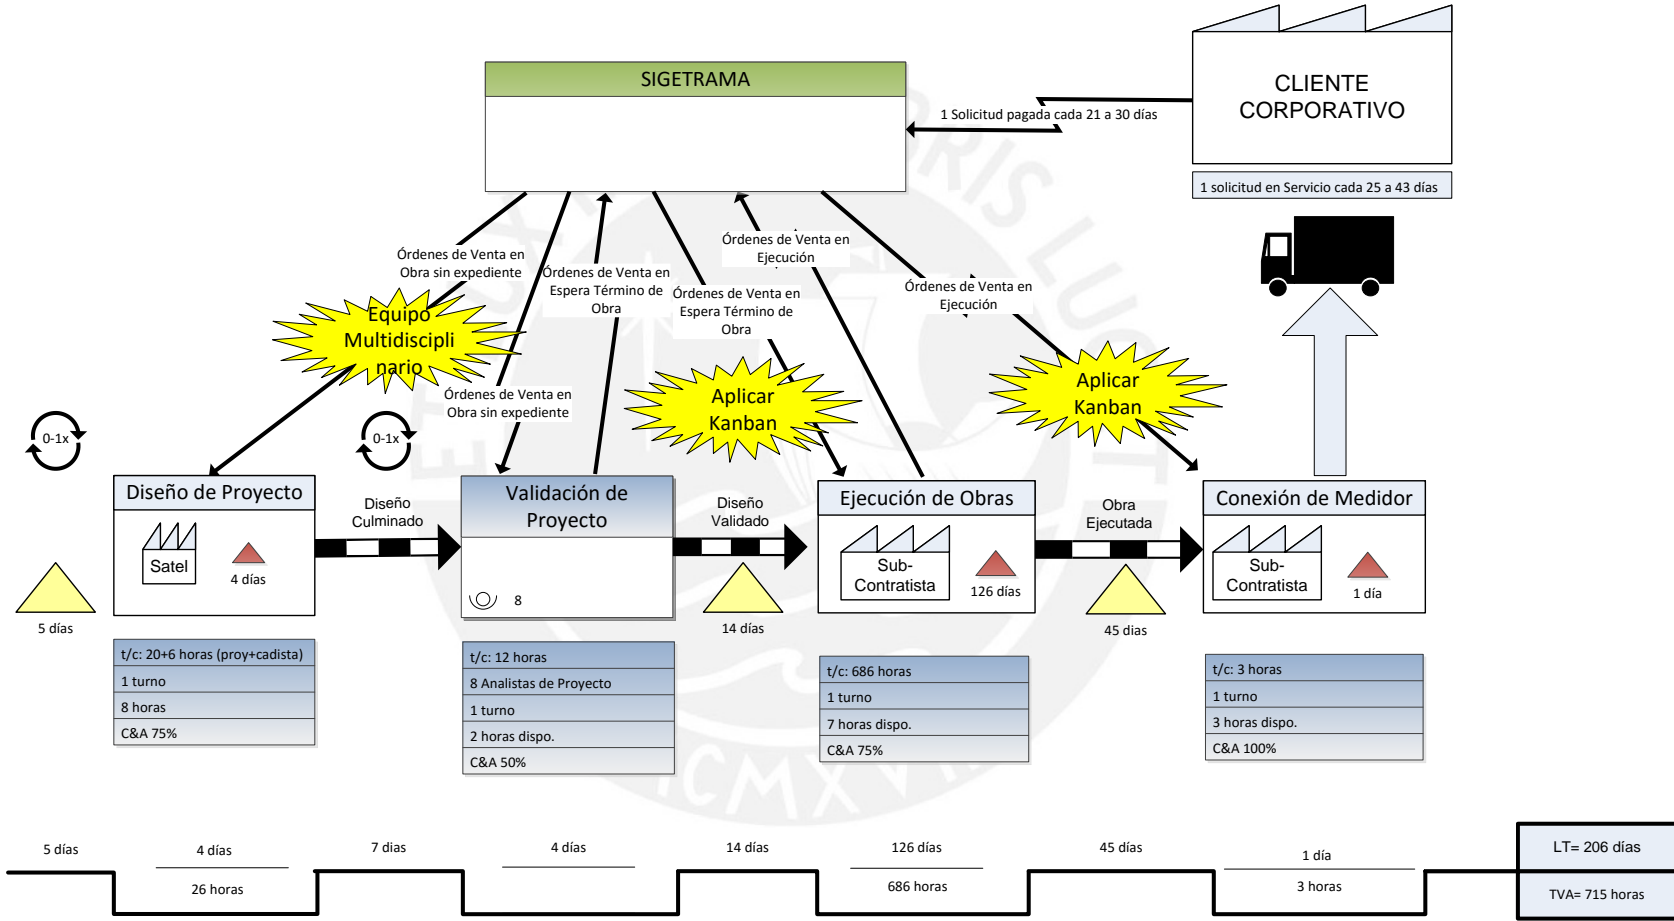 SIGETRAMA
CLIENTE
CORPORATIVO
1 Solicitud pagada cada 21 a 30 días
1 solicitud en Servicio cada 25 a 43 días
Órdenes de Venta en
Obra sin expediente
Órdenes de Venta en
Espera Término de
Obra
Órdenes de Venta en
Ejecución
Órdenes de Venta en
Espera Término de
Obra
Órdenes de Venta en
Ejecución
Equipo
Multidiscipli
nario
Órdenes de Venta en
Obra sin expediente
Aplicar
Kanban
Aplicar
Kanban
0-1x
0-1x
Diseño de Proyecto
Satel
4 días
5 días
Diseño
Culminado
Validación de
Proyecto
8
Diseño
Validado
14 días
Ejecución de Obras
Sub-
Contratista
126 días
Obra
Ejecutada
45 dias
Conexión de Medidor
Sub-
Contratista
1 día
t/c: 20+6 horas (proy+cadista)
1 turno
8 horas
C&A 75%
t/c: 12 horas
8 Analistas de Proyecto
1 turno
2 horas dispo.
C&A 50%
t/c: 686 horas
1 turno
7 horas dispo.
C&A 75%
t/c: 3 horas
1 turno
3 horas dispo.
C&A 100%
5 días
4 días
26 horas
7 dias
4 días
14 días
126 días
686 horas
45 días
1 día
3 horas
LT= 206 días
TVA= 715 horas